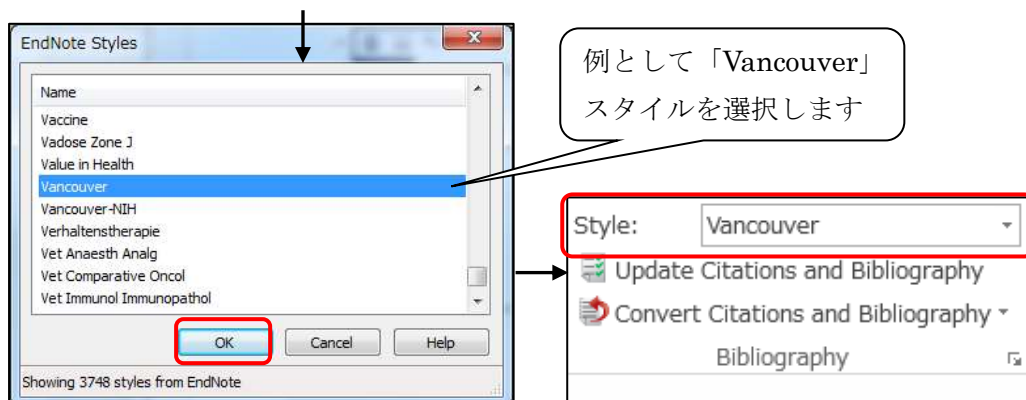 EndNote Styles
Name
Vaccine
Vadose Zone J
Value in Health
Vancouver
Vancouver-NIH
Verhaltenstherapie
Vet Anaesth Analg
Vet Comparative Oncol
Vet Immunol Immunopathol
OK Cancel Help
Showing 3748 styles from EndNote
例として「Vancouver」
スタイルを選択します
Style: Vancouver
Update Citations and Bibliography
Convert Citations and Bibliography
Bibliography